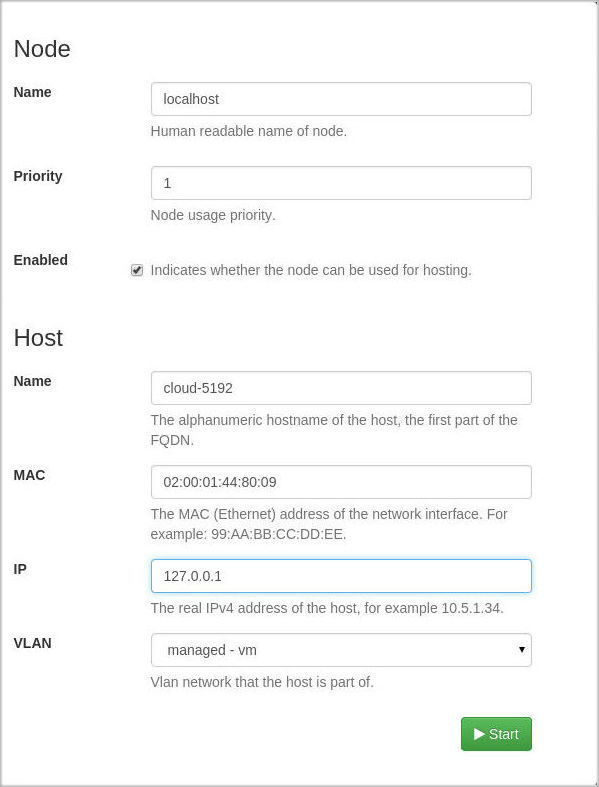 Node
Name
localhost
Human readable name of node.
Priority
1
Node usage priority.
Enabled
Indicates whether the node can be used for hosting.
Host
Name
cloud-5192
The alphanumeric hostname of the host, the first part of the
FQDN.
MAC
02:00:01:44:80:09
The MAC (Ethernet) address of the network interface. For
example: 99:AA:BB:CC:DD:EE.
IP
127.0.0.1
The real IPv4 address of the host, for example 10.5.1.34.
VLAN
managed - vm
Vlan network that the host is part of.
Start